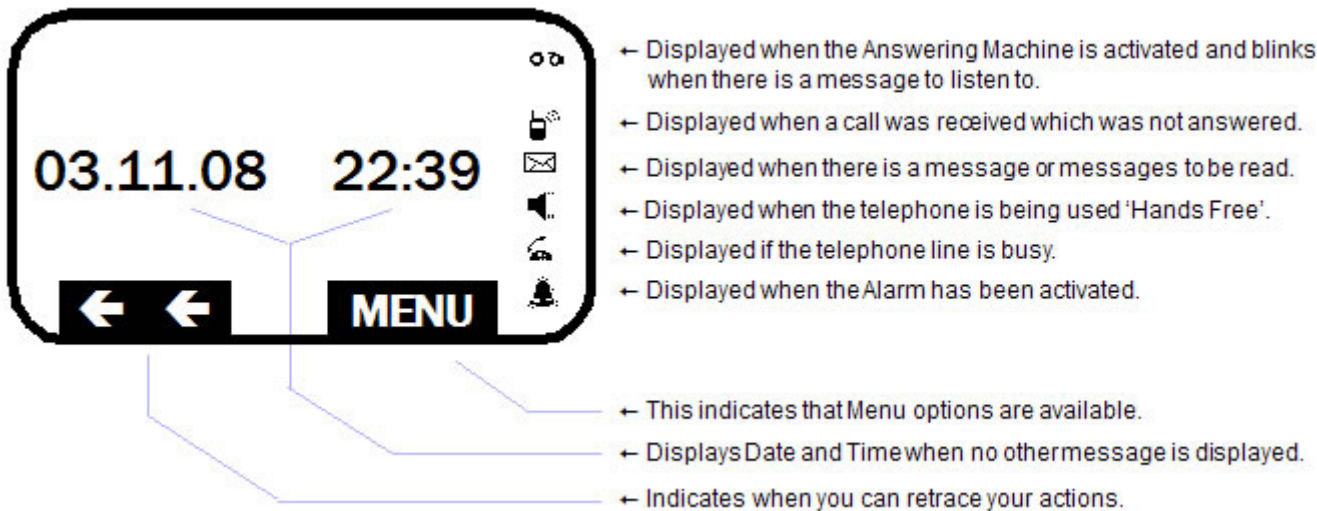 ← Displayed when the Answering Machine is activated and blinks
when there is a message to listen to.
← Displayed when a call was received which was not answered.
03.11.08 22:39
← Displayed when there is a message or messages to be read.
← Displayed when the telephone is being used ‘Hands Free’.
← Displayed if the telephone line is busy.
← ← MENU
← Displayed when the Alarm has been activated.
← This indicates that Menu options are available.
← Displays Date and Time when no other message is displayed.
← Indicates when you can retrace your actions.